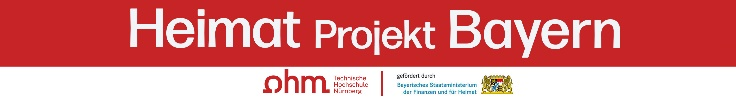 Heimat Projekt Bayern
ohm Technische
Hochschule
Nürnberg
gefördert durch
Bayerisches Staatsministerium
der Finanzen und für Heimat